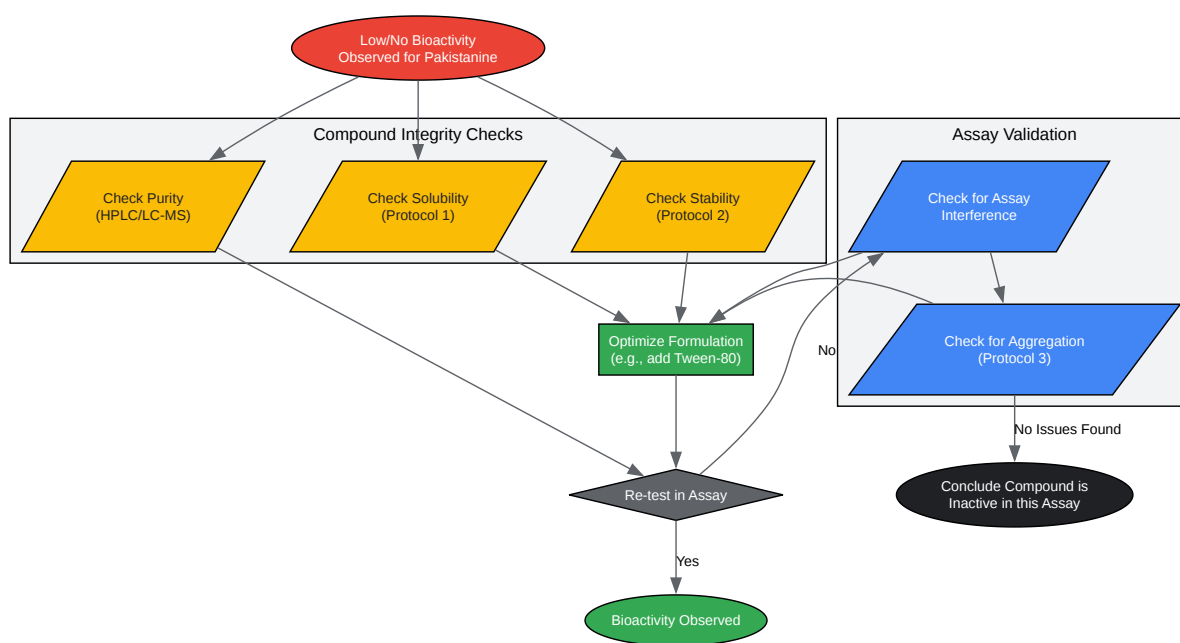 Low/No Bioactivity
Observed for Pakistanine
Compound Integrity Checks
Assay Validation
Check Purity
(HPLC/LC-MS)
Check Solubility
(Protocol 1)
Check Stability
(Protocol 2)
Check for Assay
Interference
Optimize Formulation
(e.g., add Tween-80)
No
Check for Aggregation
(Protocol 3)
No Issues Found
Re-test in Assay
Conclude Compound is
Inactive in this Assay
Yes
Bioactivity Observed